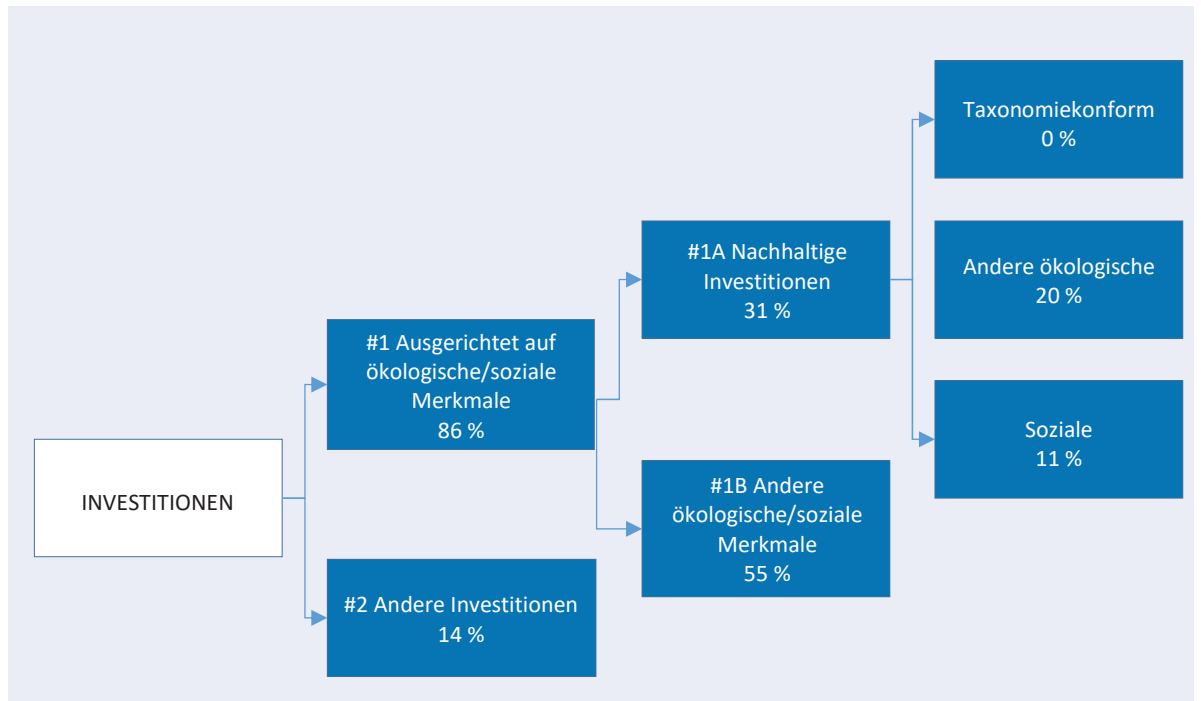 INVESTITIONEN
#1 Ausgerichtet auf
ökologische/soziale
Merkmale
86 %
#2 Andere Investitionen
14 %
#1A Nachhaltige
Investitionen
31 %
#1B Andere
ökologische/soziale
Merkmale
55 %
Taxonomiekonform
0 %
Andere ökologische
20 %
Soziale
11 %